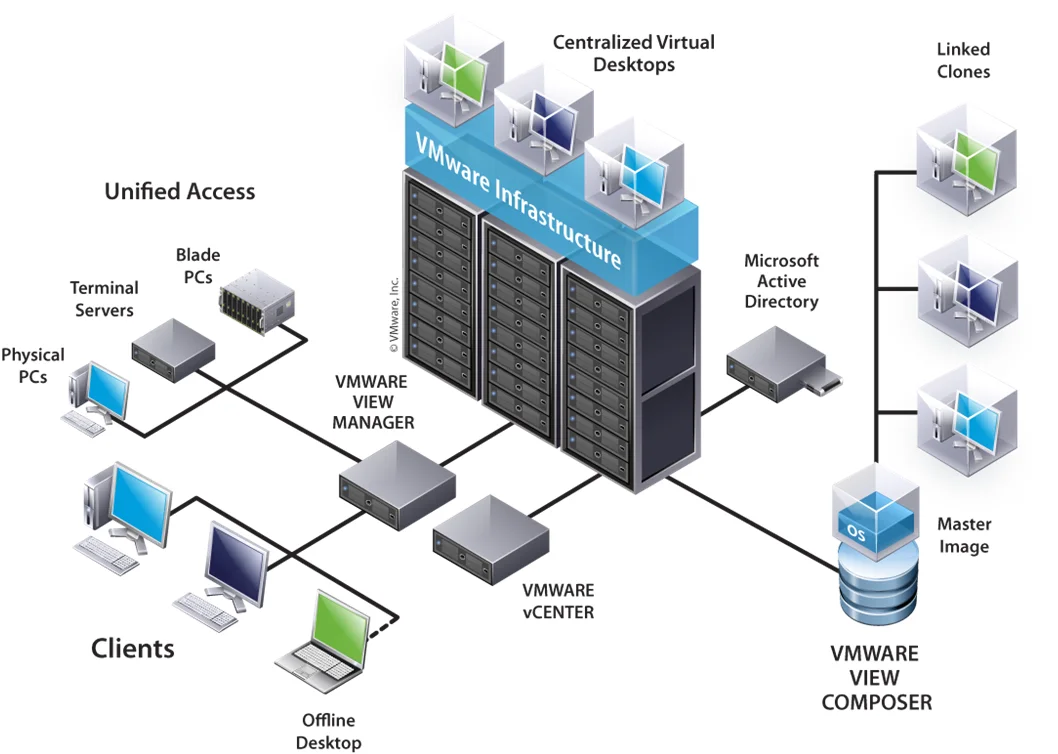 Centralized Virtual
Desktops
Linked
Clones
VMware Infrastructure
Unified Access
Blade
PCs
Terminal
Servers
Physical
PCs
© VMware, Inc.
Microsoft
Active
Directory
VMWARE
VIEW
MANAGER
OS
Master
Image
VMWARE
vCENTER
Clients
VMWARE
VIEW
COMPOSER
Offline
Desktop